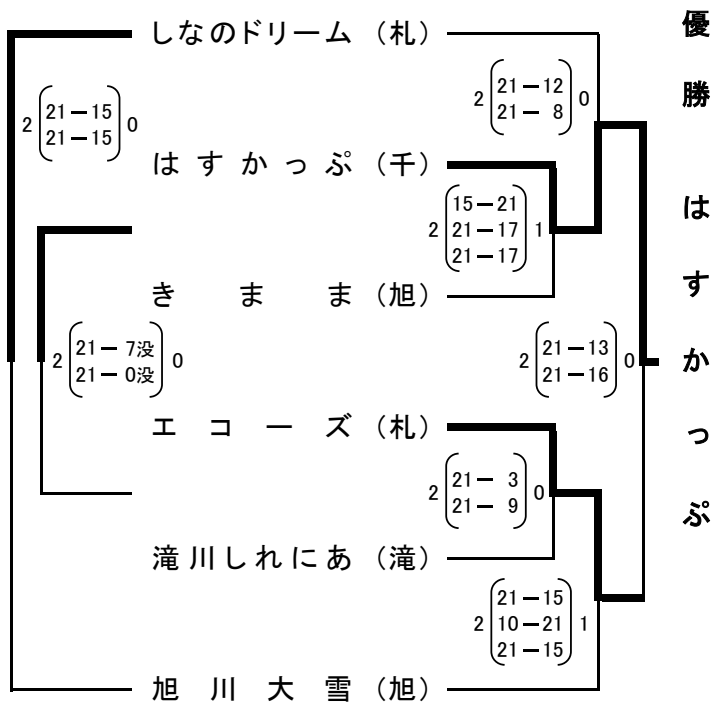 しなのドリーム（札）
2 21－12 0
21－ 8
2 21－15 0
21－15
はすかっぷ（千）
2 15－21 1
21－17
21－17
きまま（旭）
2 21－ 7没 0
21－ 0没
2 21－13 0
21－16
エコーズ（札）
2 21－ 3 0
21－ 9
滝川しれにあ（滝）
2 21－15 1
10－21
21－15
旭川大雪（旭）
優勝 はすかっぷ